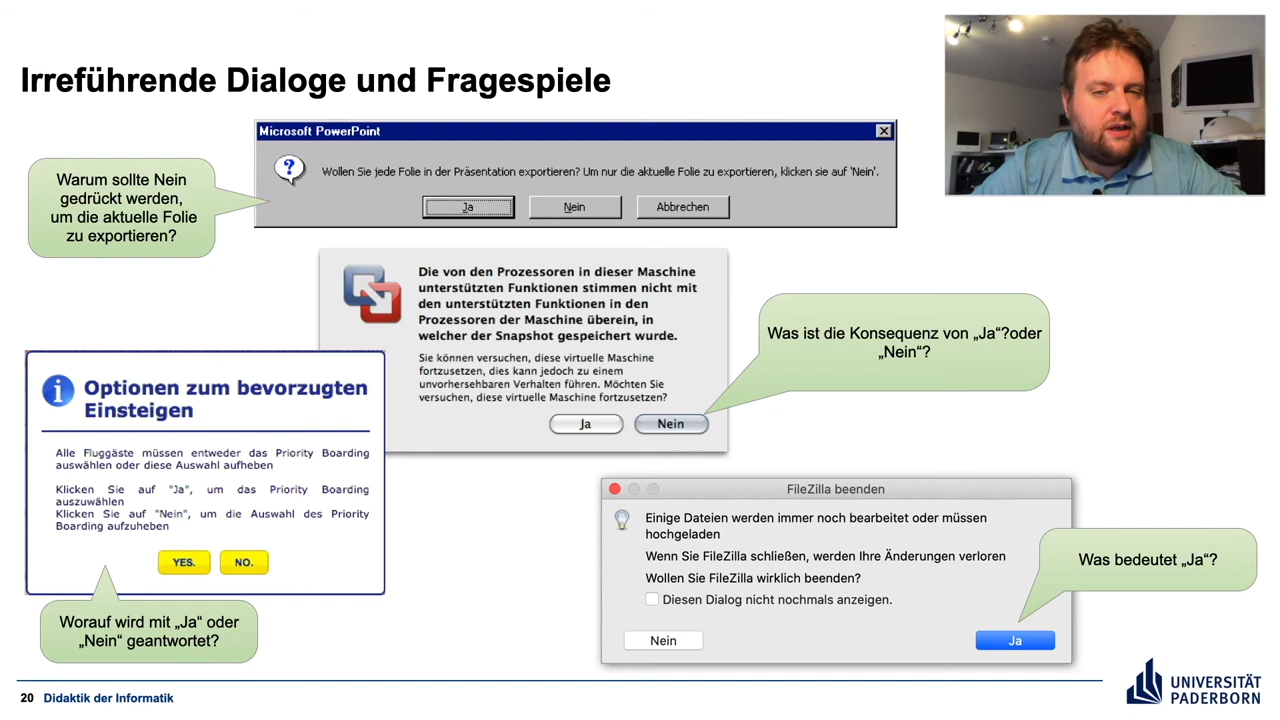 Irreführende Dialoge und Fragespiele
Microsoft PowerPoint
Wollen Sie jede Folie in der Präsentation exportieren? Um nur die aktuelle Folie zu exportieren, klicken sie auf 'Nein'.
Ja
Nein
Abbrechen
Warum sollte Nein
gedrückt werden,
um die aktuelle Folie
zu exportieren?
Die von den Prozessoren in dieser Maschine
unterstützten Funktionen stimmen nicht mit
den unterstützten Funktionen in den
Prozessoren der Maschine überein, in
welcher der Snapshot gespeichert wurde.
Sie können versuchen, diese virtuelle Maschine
fortzusetzen, dies kann jedoch zu einem
unvorhersehbaren Verhalten führen. Möchten Sie
versuchen, diese virtuelle Maschine fortzusetzen?
Ja
Nein
Was ist die Konsequenz von „Ja“?oder
„Nein“?
Optionen zum bevorzugten
Einsteigen
Alle Fluggäste müssen entweder das Priority Boarding
auswählen oder diese Auswahl aufheben
Klicken Sie auf "Ja", um das Priority Boarding
auszuwählen
Klicken Sie auf "Nein", um die Auswahl des Priority
Boarding aufzuheben
YES.
NO.
Worauf wird mit „Ja“ oder
„Nein“ geantwortet?
FileZilla beenden
Einige Dateien werden immer noch bearbeitet oder müssen
hochgeladen
Wenn Sie FileZilla schließen, werden Ihre Änderungen verloren
Wollen Sie FileZilla wirklich beenden?
Diesen Dialog nicht nochmals anzeigen.
Nein
Ja
Was bedeutet „Ja“?
20 Didaktik der Informatik
UNIVERSITÄT
PADERBORN